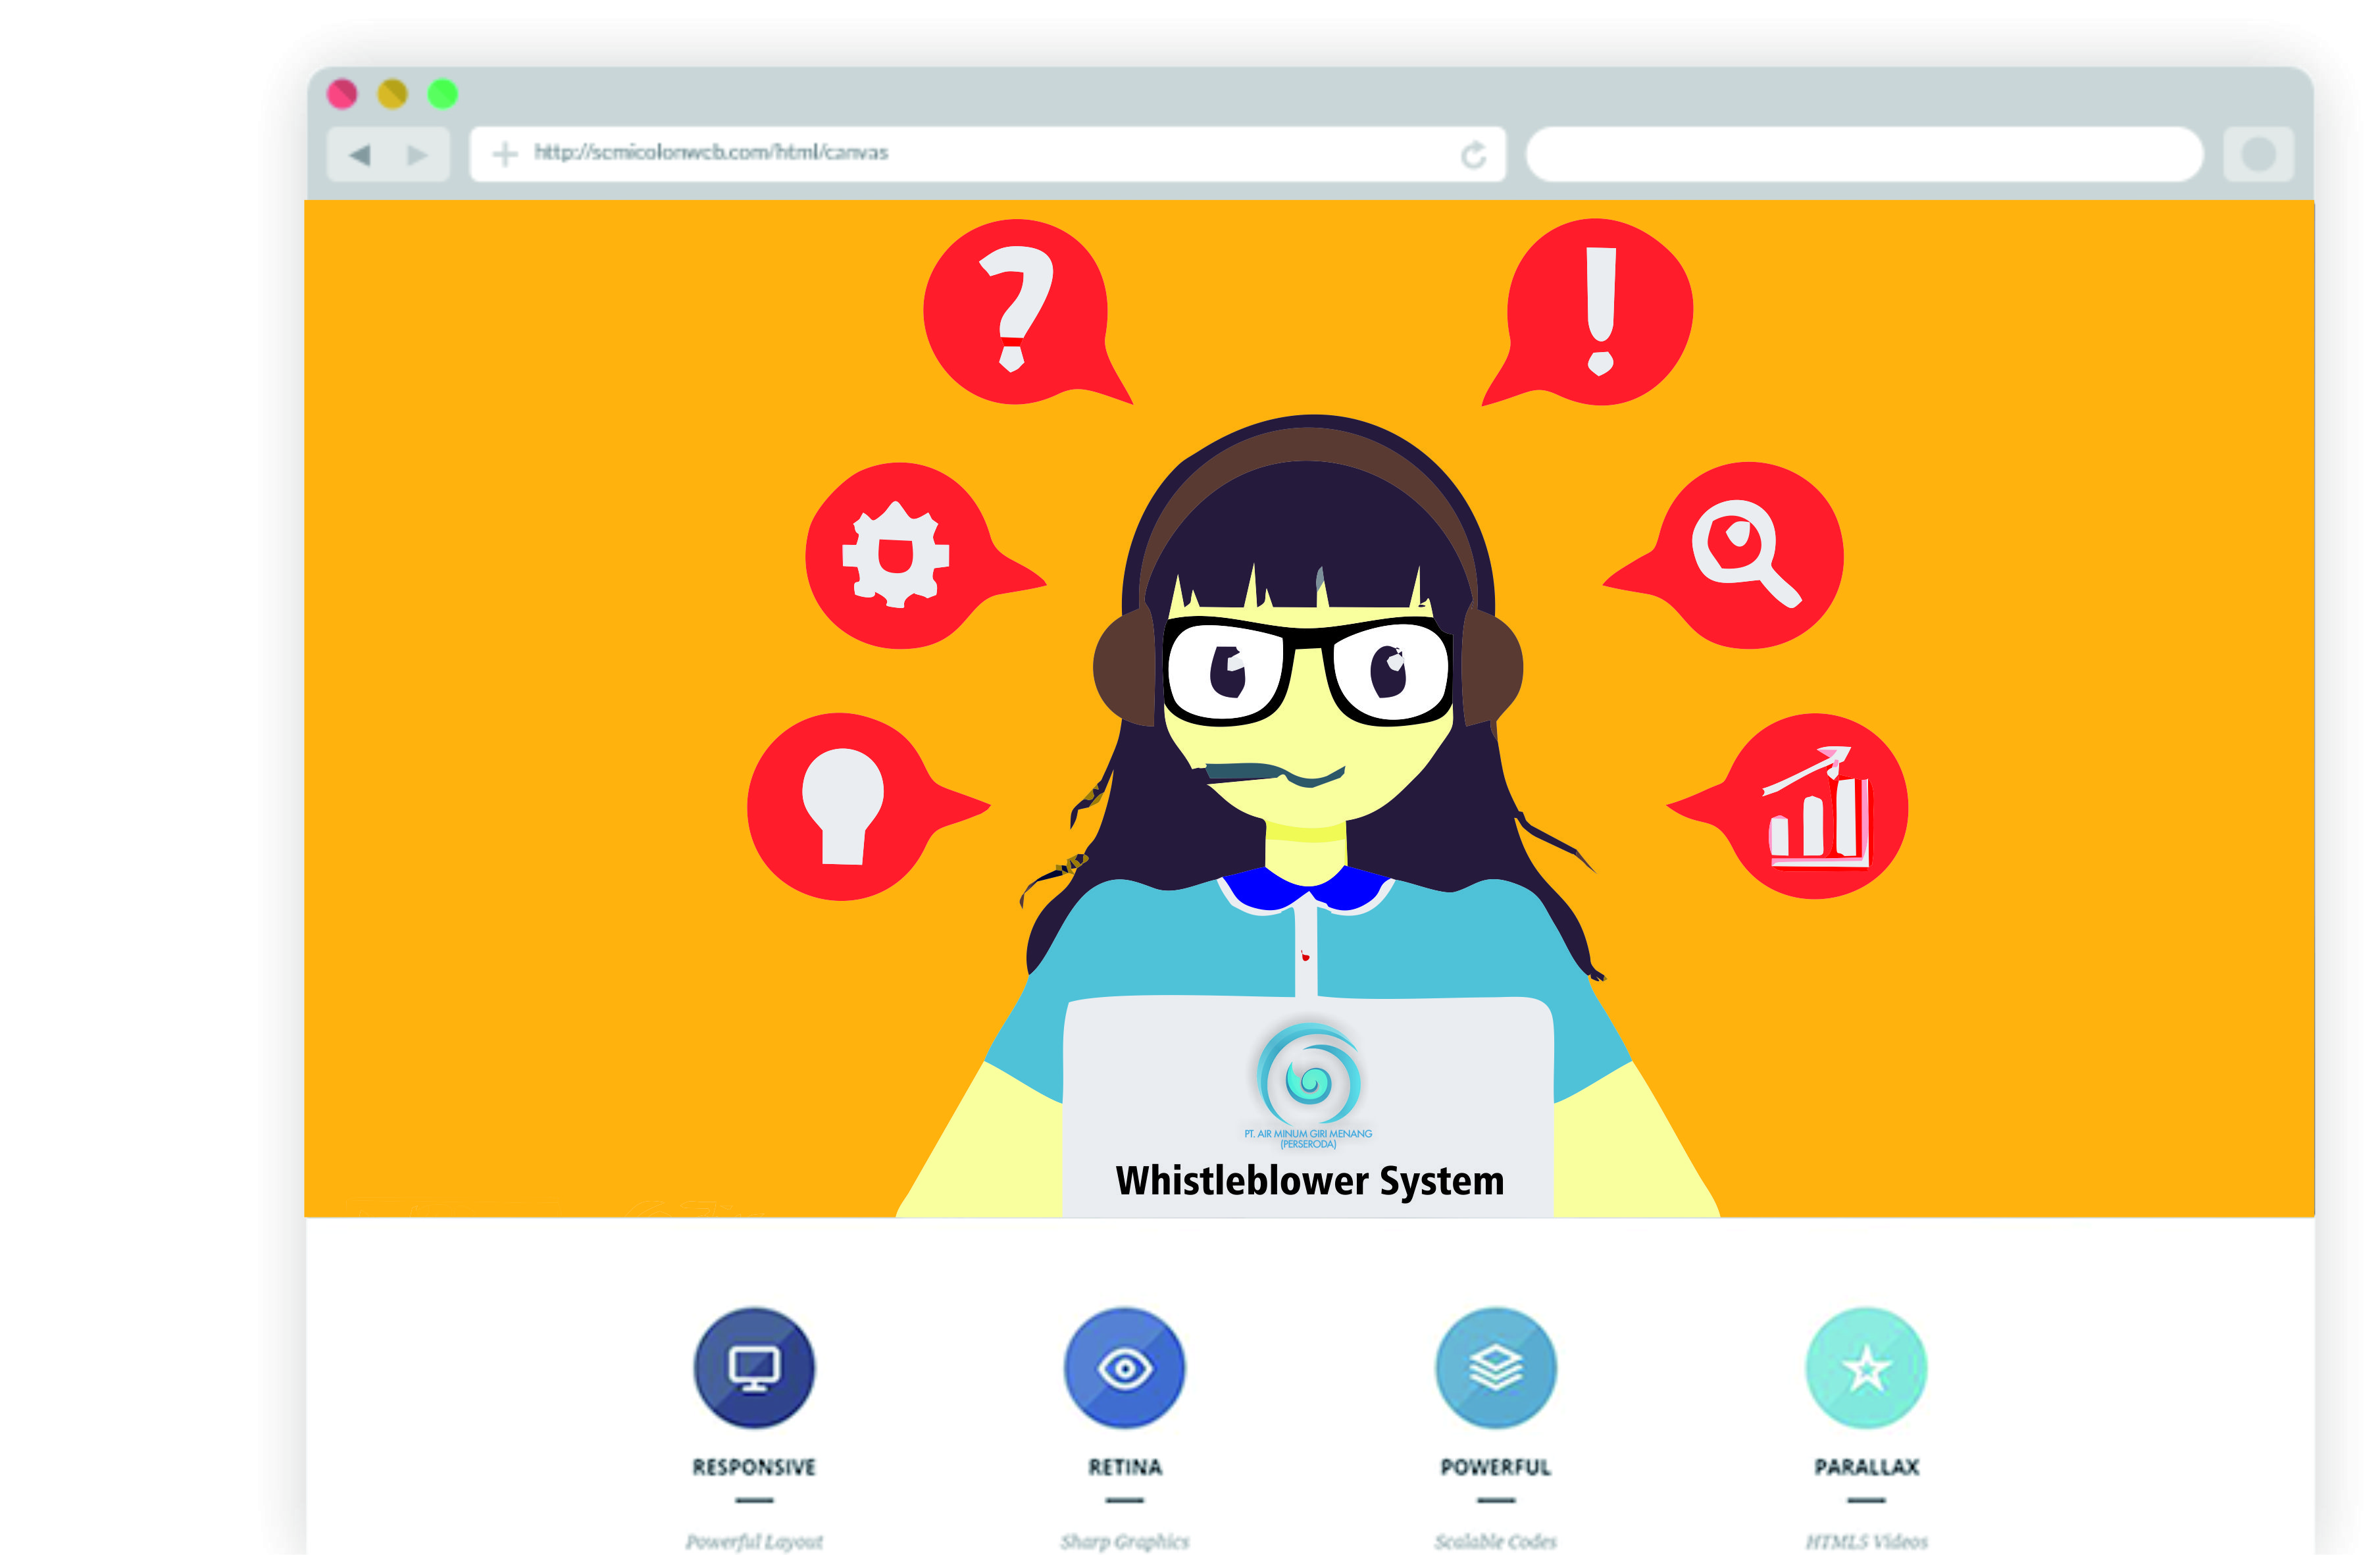 http://semicolonweb.com/html/canvas
?
!
PT. AIR MINUM GIRI MENANG
(PERSERODA)
Whistleblower System
RESPONSIVE
RETINA
POWERFUL
PARALLAX
Powerful Layout
Sharp Graphics
Scalable Codes
HTML5 Videos